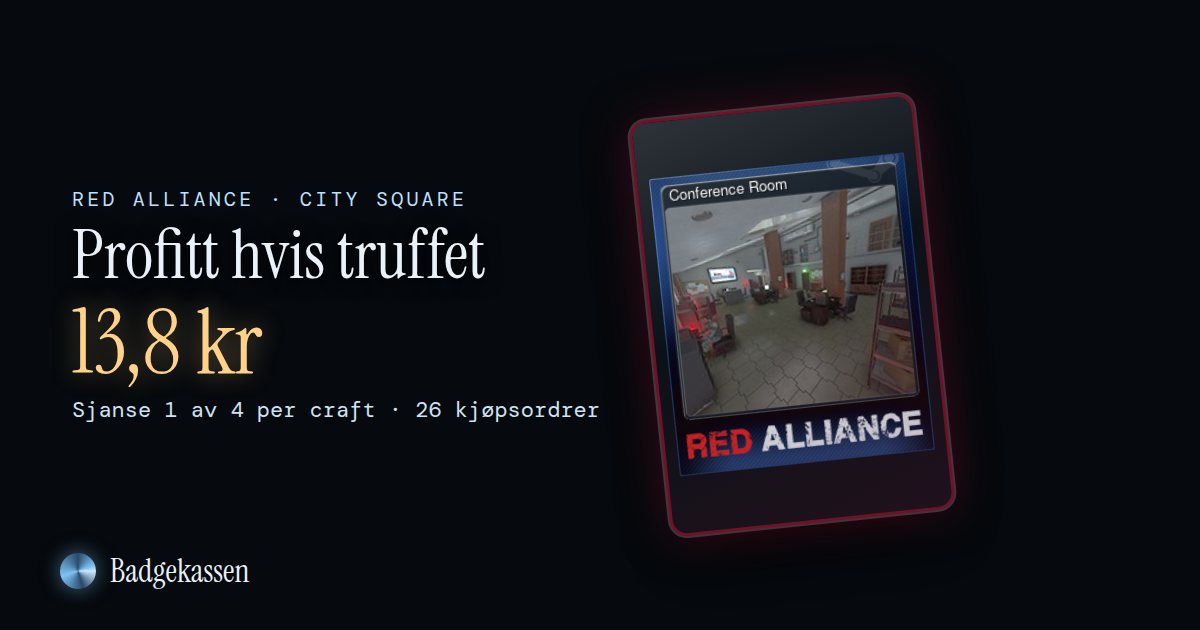 RED ALLIANCE · CITY SQUARE
Profitt hvis truffet
13,8 kr
Sjanse 1 av 4 per craft · 26 kjøpsordrer
Conference Room
RED ALLIANCE
Badgekassen